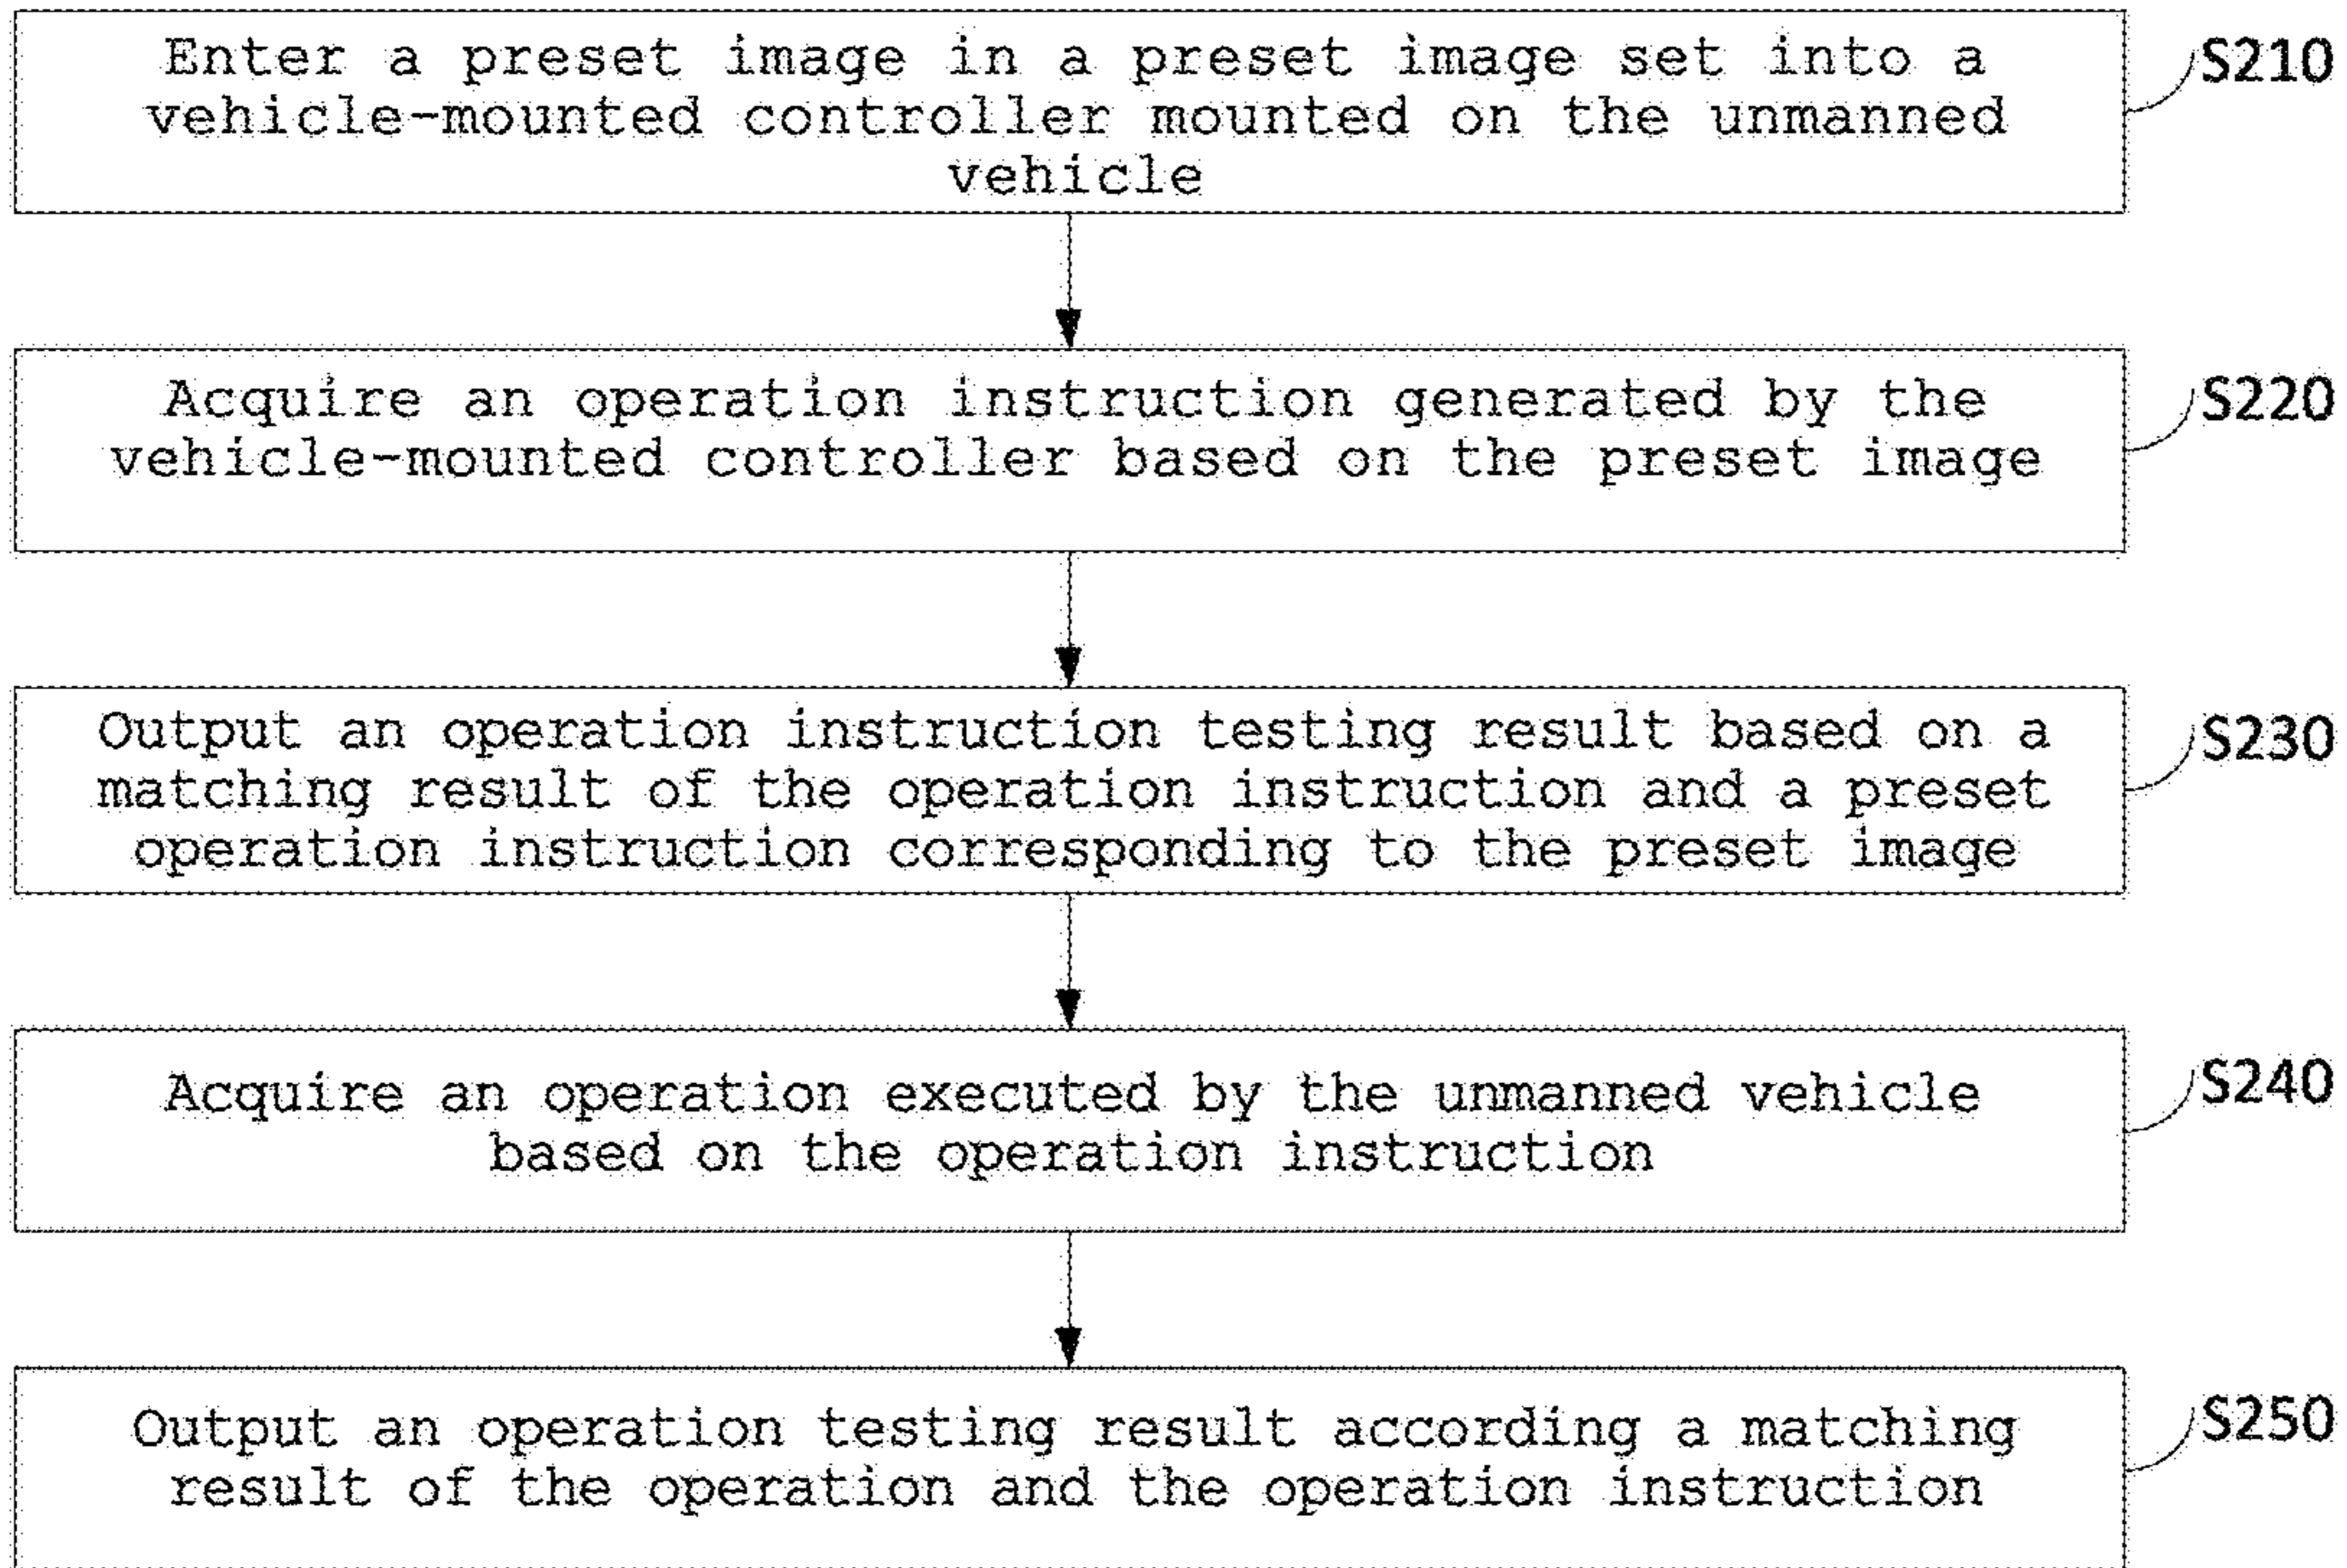 Enter a preset image in a preset image set into a
vehicle-mounted controller mounted on the unmanned
vehicle
S210
Acquire an operation instruction generated by the
vehicle-mounted controller based on the preset image
S220
Output an operation instruction testing result based on a
matching result of the operation instruction and a preset
operation instruction corresponding to the preset image
S230
Acquire an operation executed by the unmanned vehicle
based on the operation instruction
S240
Output an operation testing result according a matching
result of the operation and the operation instruction
S250